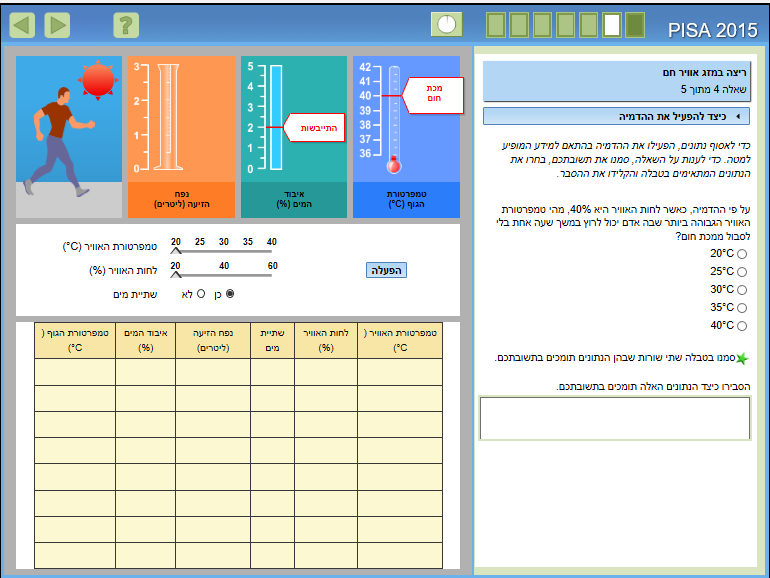 PISA 2015
?
ריצה במזג אוויר חם
שאלה 4 מתוך 5
כיצד להפעיל את ההדמיה
כדי לאסוף נתונים, הפעילו את ההדמיה בהתאם למידע המופיע
למטה. כדי לענות על השאלה, סמנו את תשובתכם, בחרו את
הנתונים המתאימים בטבלה והקלידו את ההסבר.
על פי ההדמיה, כאשר לחות האוויר היא 40%, מהי טמפרטורת
האוויר הגבוהה ביותר שבה אדם יכול לרוץ במשך שעה אחת בלי
לסבול ממכת חום?
20°C
25°C
30°C
35°C
40°C
סמנו בטבלה שתי שורות שבהן הנתונים תומכים בתשובתכם.
הסבירו כיצד הנתונים האלה תומכים בתשובתכם.
42
41
40
39
38
37
36
מכת
חום
טמפרטורת
הגוף (°C)
5
4
3
2
1
0
התייבשות
איבוד
המים (%)
3
2
1
0
נפח
הזיעה (ליטרים)
טמפרטורת האוויר (°C)
20 25 30 35 40
לחות האוויר (%)
20 40 60
שתיית מים
כן
לא
הפעלה
טמפרטורת האוויר (
°C)
לחות האוויר
(%)
שתיית
מים
נפח הזיעה
(ליטרים)
איבוד המים
(%)
טמפרטורת הגוף (
°C)